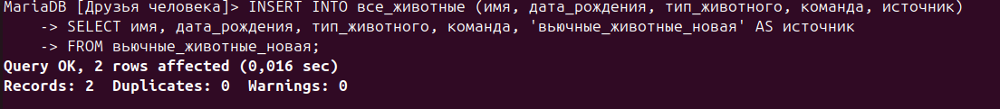 MariaDB [Друзья человека]> INSERT INTO все_животные (имя, дата_рождения, тип_животного, команда, источник)
    -> SELECT имя, дата_рождения, тип_животного, команда, 'вьючные_животные_новая' AS источник
    -> FROM вьючные_животные_новая;
Query OK, 2 rows affected (0,016 sec)
Records: 2  Duplicates: 0  Warnings: 0